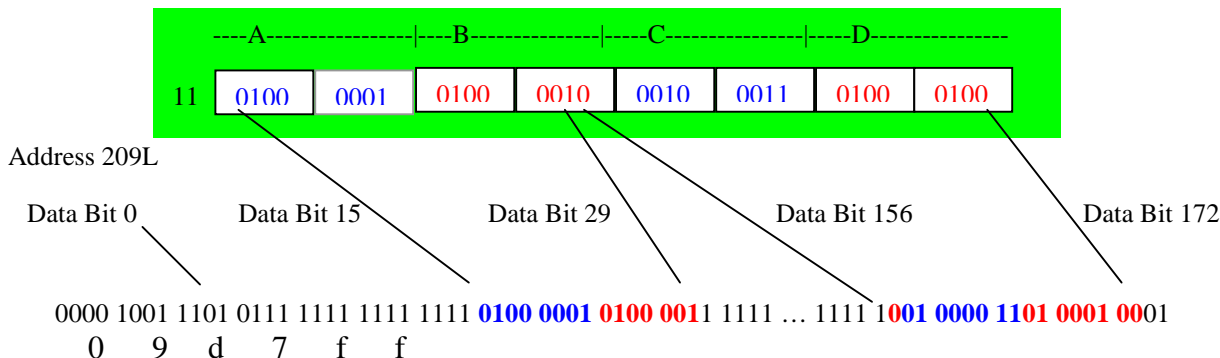 ----A-----------------|----B---------------|-----C----------------|-----D----------------
11 0100 0001 0100 0010 0010 0011 0100 0100
Address 209L
Data Bit 0 Data Bit 15 Data Bit 29 Data Bit 156 Data Bit 172
0000 1001 1101 0111 1111 1111 1111 0100 0001 0100 0011 1111 … 1111 1001 0000 1101 0001 0001
0 9 d 7 f f